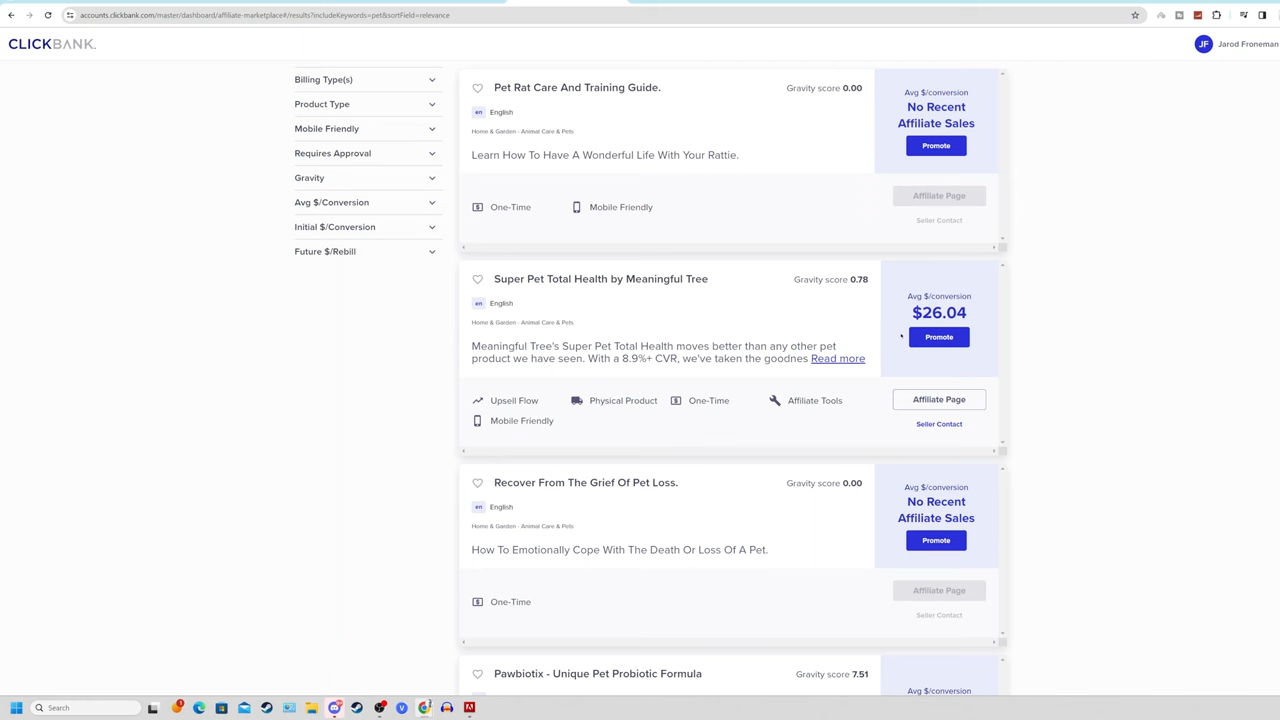 accounts.clickbank.com/master/dashboard/affiliate-marketplace#/results?includeKeywords=pet&sortField=relevance
CLICKBANK.
JF Jarod Froneman
Billing Type(s)
Product Type
Mobile Friendly
Requires Approval
Gravity
Avg $/Conversion
Initial $/Conversion
Future $/Rebill
Pet Rat Care And Training Guide.
Gravity score 0.00
en English
Home & Garden - Animal Care & Pets
Learn How To Have A Wonderful Life With Your Rattie.
One-Time
Mobile Friendly
Avg $/conversion
No Recent
Affiliate Sales
Promote
Affiliate Page
Seller Contact
Super Pet Total Health by Meaningful Tree
Gravity score 0.78
en English
Home & Garden - Animal Care & Pets
Meaningful Tree's Super Pet Total Health moves better than any other pet
product we have seen. With a 8.9%+ CVR, we've taken the goodnes Read more
Upsell Flow
Physical Product
One-Time
Affiliate Tools
Mobile Friendly
Avg $/conversion
$26.04
Promote
Affiliate Page
Seller Contact
Recover From The Grief Of Pet Loss.
Gravity score 0.00
en English
Home & Garden - Animal Care & Pets
How To Emotionally Cope With The Death Or Loss Of A Pet.
One-Time
Avg $/conversion
No Recent
Affiliate Sales
Promote
Affiliate Page
Seller Contact
Pawbiotix - Unique Pet Probiotic Formula
Gravity score 7.51
Avg $/conversion
Search